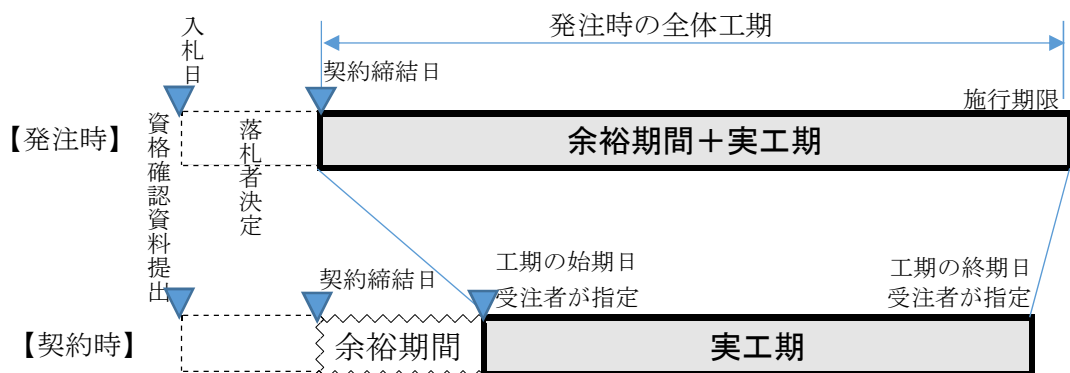 発注時の全体工期
入札日
契約締結日
施行期限
【発注時】
資格確認資料提出
落札者決定
余裕期間＋実工期
契約締結日
工期の始期日
受注者が指定
工期の終期日
受注者が指定
【契約時】
余裕期間
実工期